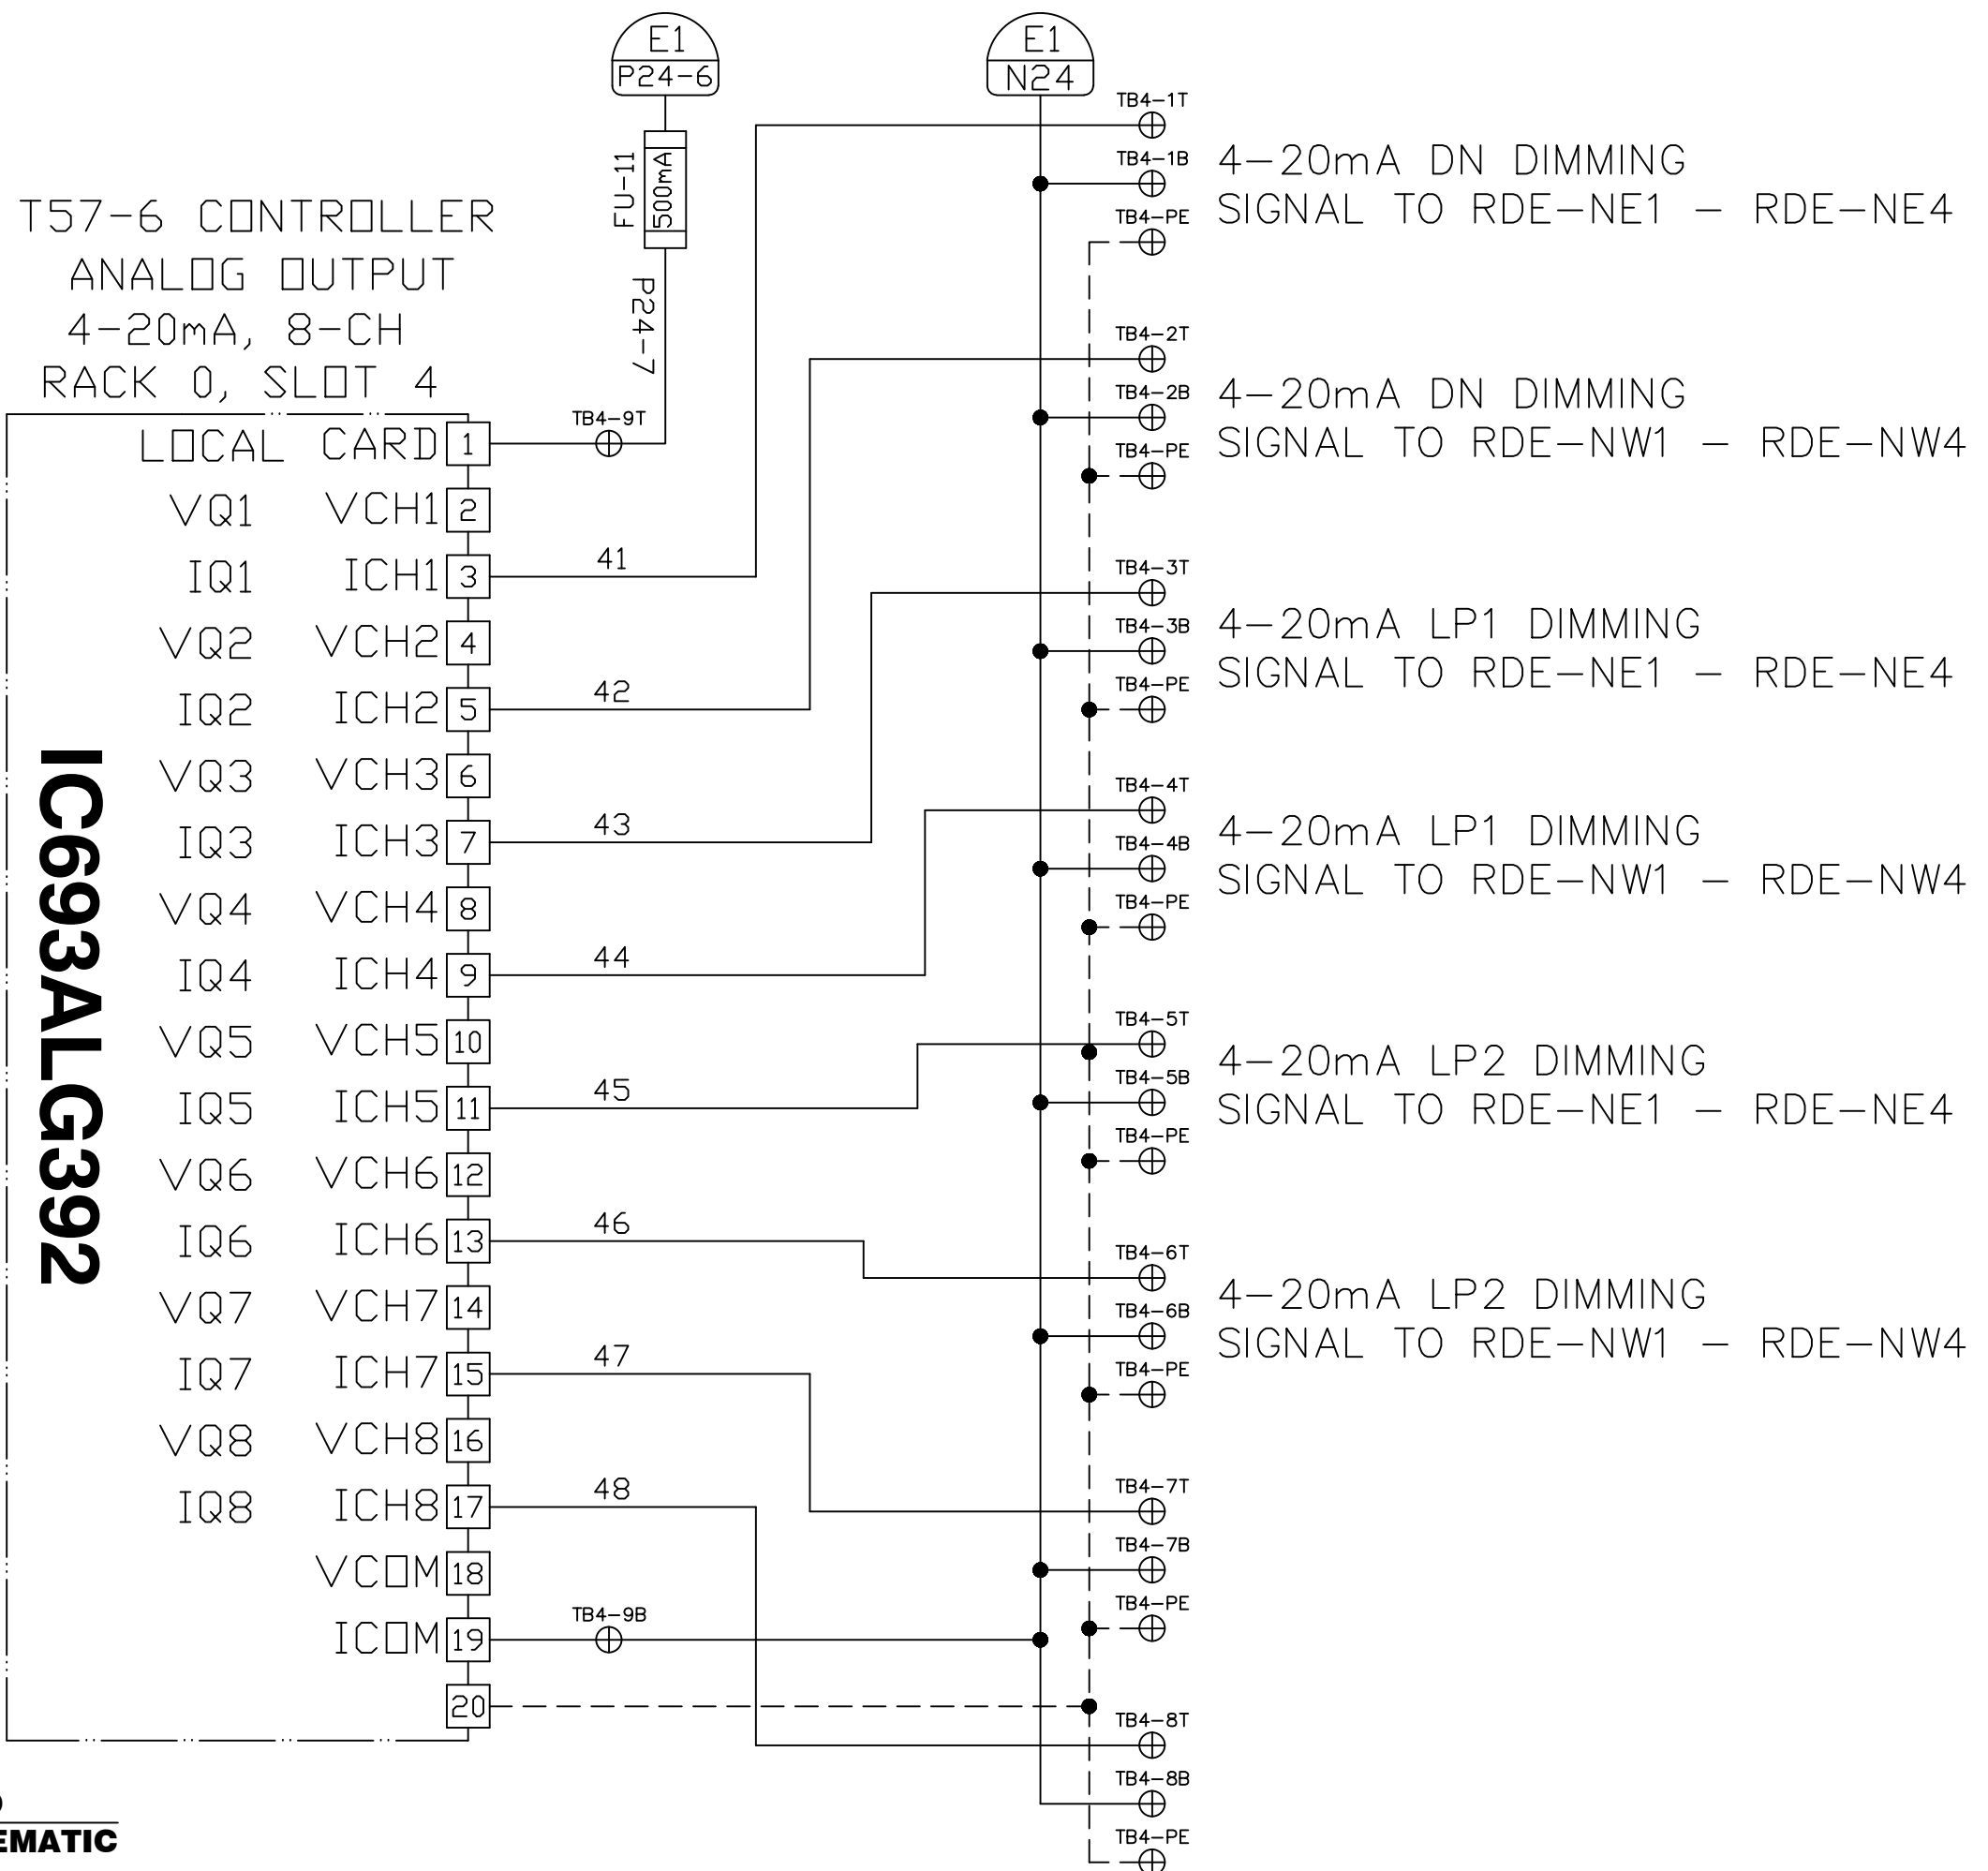 E1
P24-6
E1
N24
FU-11
500mA
P24-7
T57-6 CONTROLLER
ANALOG OUTPUT
4-20mA, 8-CH
RACK 0, SLOT 4
IC693ALG392
LOCAL CARD 1
VQ1 VCH1 2
IQ1 ICH1 3
VQ2 VCH2 4
IQ2 ICH2 5
VQ3 VCH3 6
IQ3 ICH3 7
VQ4 VCH4 8
IQ4 ICH4 9
VQ5 VCH5 10
IQ5 ICH5 11
VQ6 VCH6 12
IQ6 ICH6 13
VQ7 VCH7 14
IQ7 ICH7 15
VQ8 VCH8 16
IQ8 ICH8 17
VCOM 18
ICOM 19
20
TB4-9T
41
42
43
44
45
46
47
48
TB4-9B
TB4-1T
TB4-1B
TB4-PE
4-20mA DN DIMMING
SIGNAL TO RDE-NE1 - RDE-NE4
TB4-2T
TB4-2B
TB4-PE
4-20mA DN DIMMING
SIGNAL TO RDE-NW1 - RDE-NW4
TB4-3T
TB4-3B
TB4-PE
4-20mA LP1 DIMMING
SIGNAL TO RDE-NE1 - RDE-NE4
TB4-4T
TB4-4B
TB4-PE
4-20mA LP1 DIMMING
SIGNAL TO RDE-NW1 - RDE-NW4
TB4-5T
TB4-5B
TB4-PE
4-20mA LP2 DIMMING
SIGNAL TO RDE-NE1 - RDE-NE4
TB4-6T
TB4-6B
TB4-PE
4-20mA LP2 DIMMING
SIGNAL TO RDE-NW1 - RDE-NW4
TB4-7T
TB4-7B
TB4-PE
TB4-8T
TB4-8B
TB4-PE
EMATIC